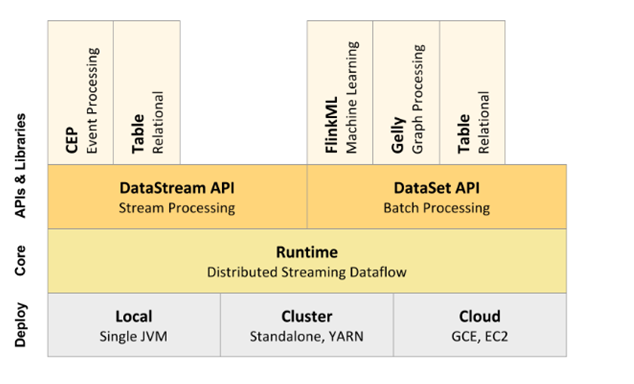 CEP
Event Processing
Table
Relational
FlinkML
Machine Learning
Gelly
Graph Processing
Table
Relational
APIs & Libraries
DataStream API
Stream Processing
DataSet API
Batch Processing
Core
Runtime
Distributed Streaming Dataflow
Deploy
Local
Single JVM
Cluster
Standalone, YARN
Cloud
GCE, EC2